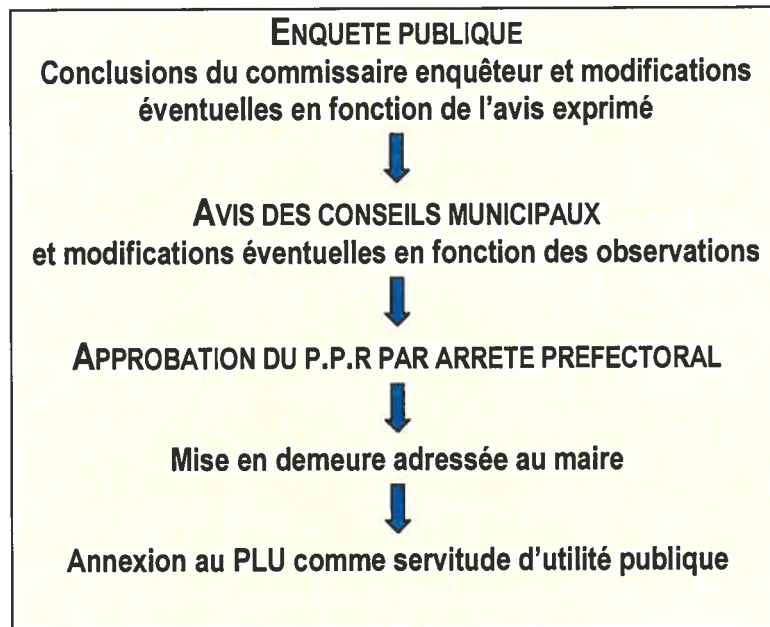 ENQUETE PUBLIQUE
Conclusions du commissaire enquêteur et modifications
éventuelles en fonction de l'avis exprimé
AVIS DES CONSEILS MUNICIPAUX
et modifications éventuelles en fonction des observations
APPROBATION DU P.P.R PAR ARRETE PREFECTORAL
Mise en demeure adressée au maire
Annexion au PLU comme servitude d'utilité publique